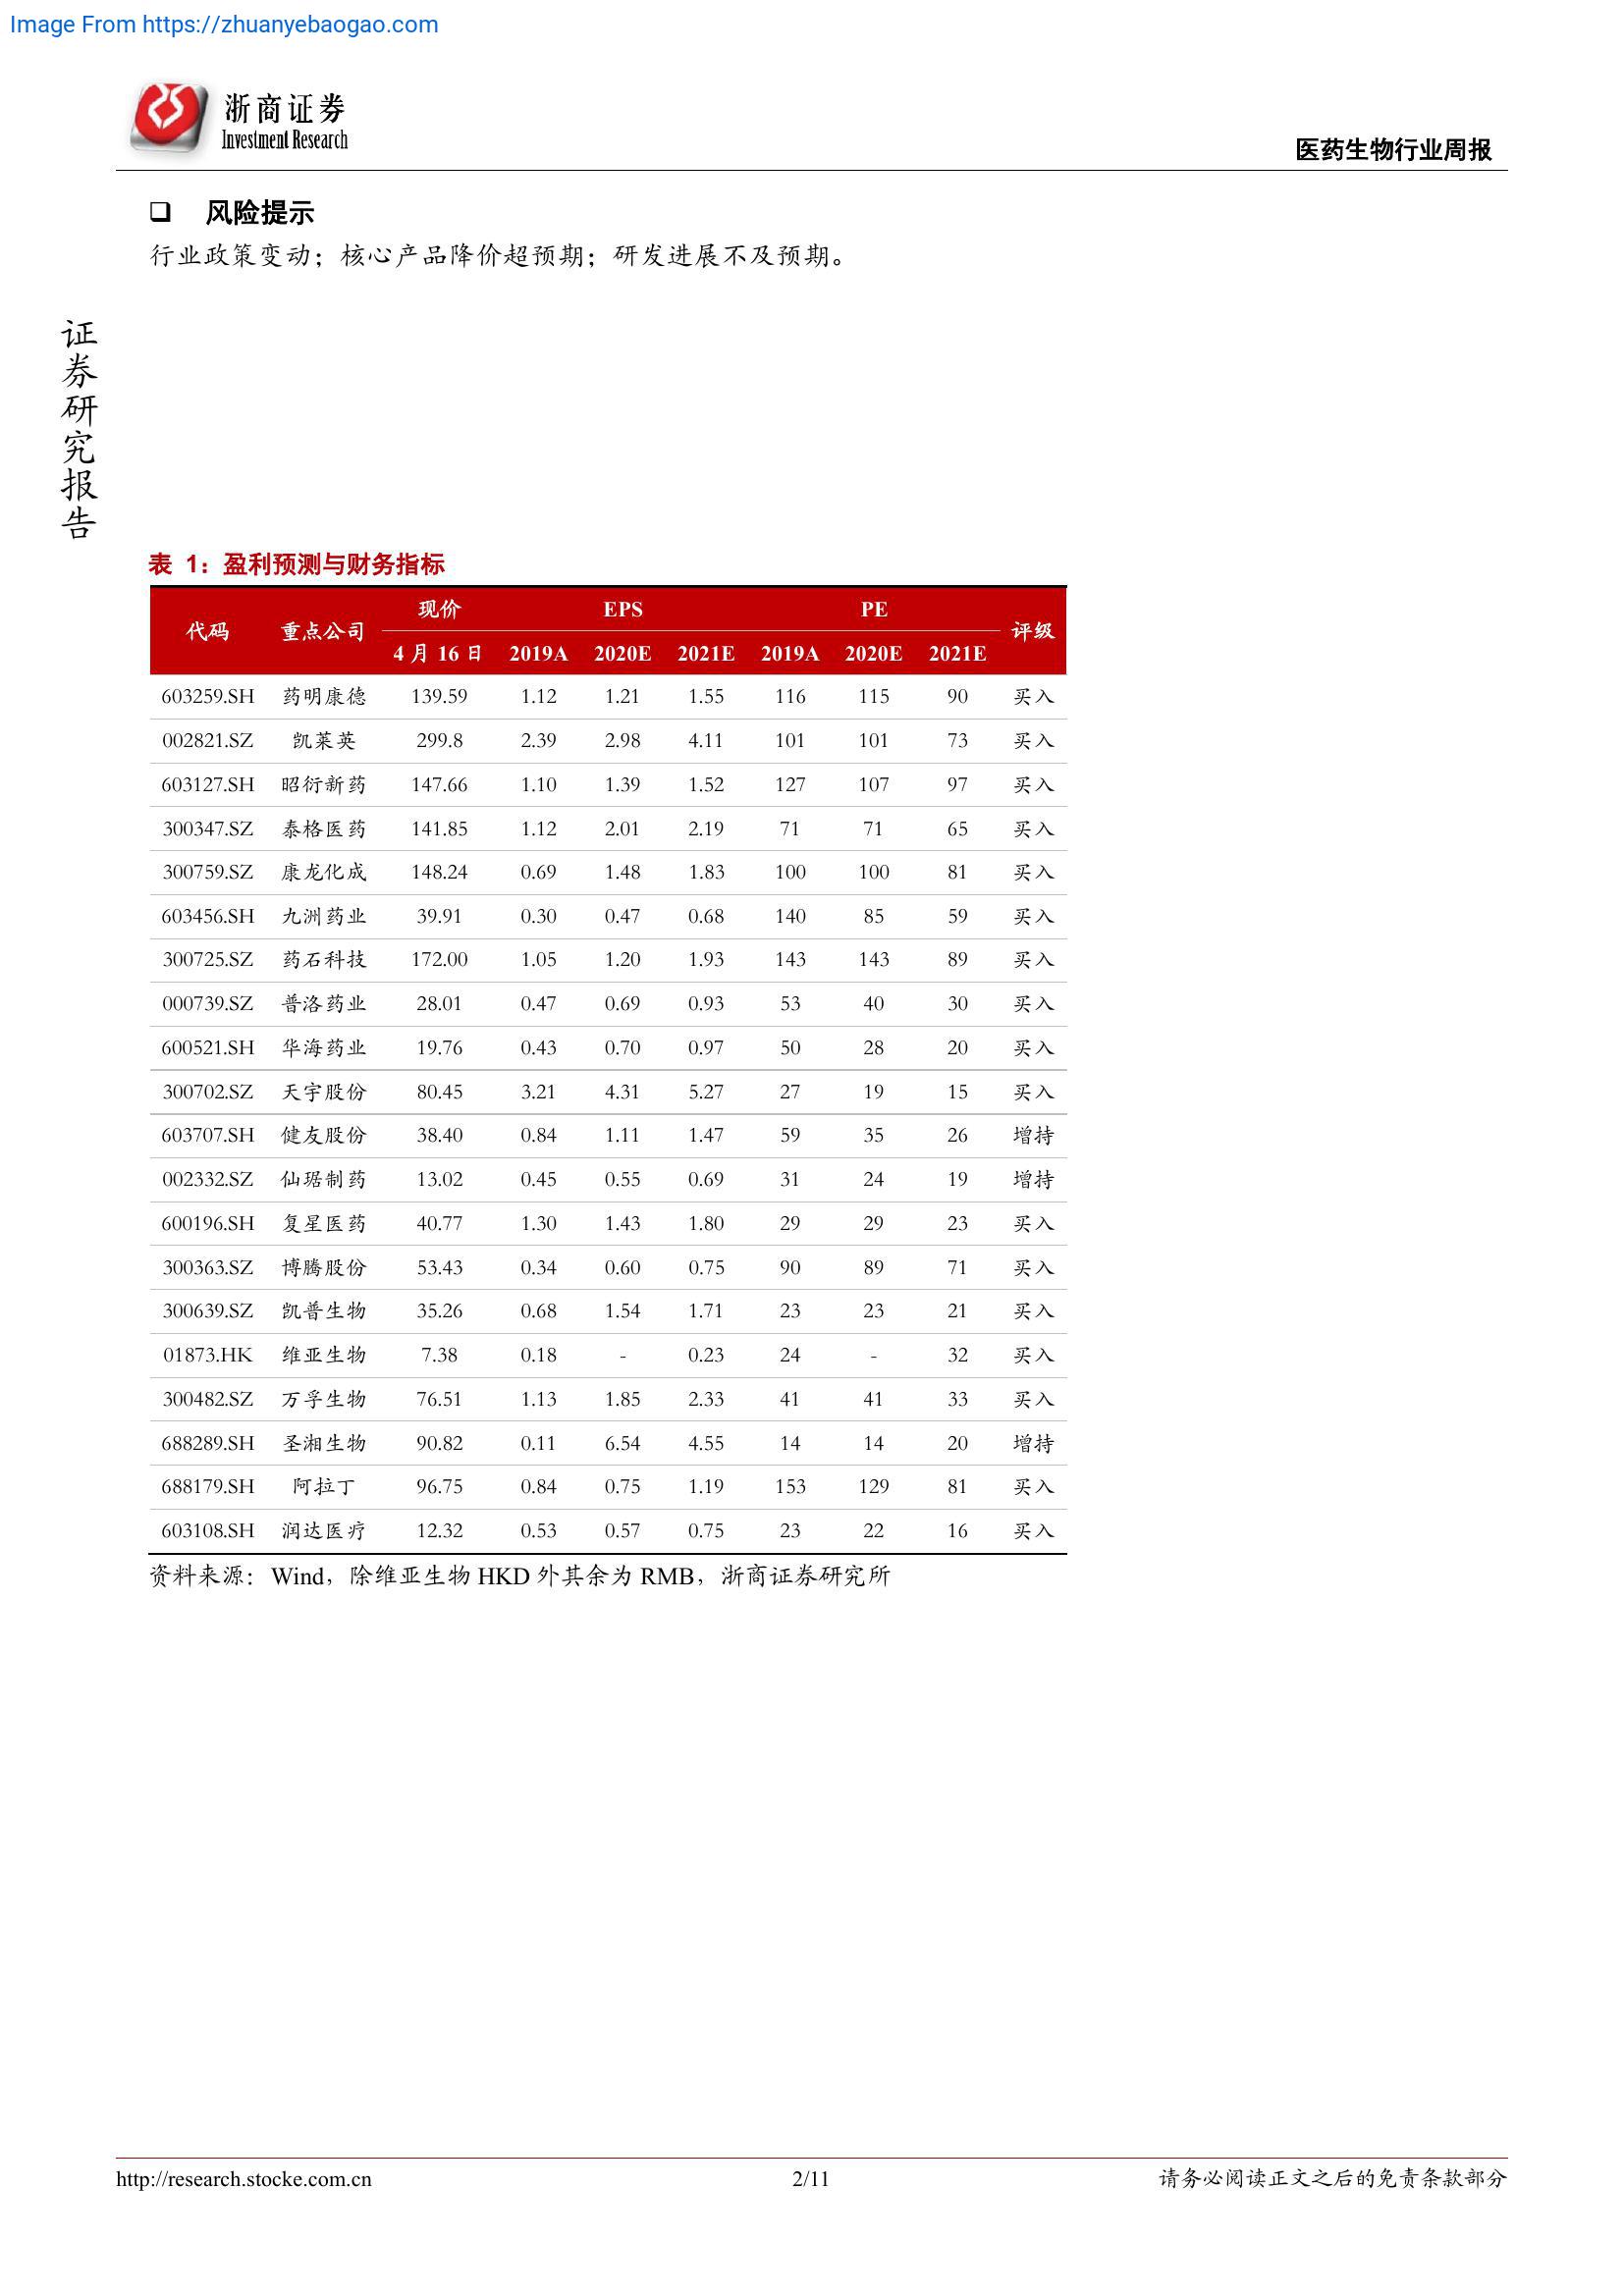 Image From https://zhuanyebaogao.com
浙商证券
Investment Research
医药生物行业周报
❑ 风险提示
行业政策变动；核心产品降价超预期；研发进展不及预期。
证券研究报告
表 1：盈利预测与财务指标
代码 重点公司 现价 EPS PE 评级
4 月 16 日 2019A 2020E 2021E 2019A 2020E 2021E
603259.SH 药明康德 139.59 1.12 1.21 1.55 116 115 90 买入
002821.SZ 凯莱英 299.8 2.39 2.98 4.11 101 101 73 买入
603127.SH 昭衍新药 147.66 1.10 1.39 1.52 127 107 97 买入
300347.SZ 泰格医药 141.85 1.12 2.01 2.19 71 71 65 买入
300759.SZ 康龙化成 148.24 0.69 1.48 1.83 100 100 81 买入
603456.SH 九洲药业 39.91 0.30 0.47 0.68 140 85 59 买入
300725.SZ 药石科技 172.00 1.05 1.20 1.93 143 143 89 买入
000739.SZ 普洛药业 28.01 0.47 0.69 0.93 53 40 30 买入
600521.SH 华海药业 19.76 0.43 0.70 0.97 50 28 20 买入
300702.SZ 天宇股份 80.45 3.21 4.31 5.27 27 19 15 买入
603707.SH 健友股份 38.40 0.84 1.11 1.47 59 35 26 增持
002332.SZ 仙琚制药 13.02 0.45 0.55 0.69 31 24 19 增持
600196.SH 复星医药 40.77 1.30 1.43 1.80 29 29 23 买入
300363.SZ 博腾股份 53.43 0.34 0.60 0.75 90 89 71 买入
300639.SZ 凯普生物 35.26 0.68 1.54 1.71 23 23 21 买入
01873.HK 维亚生物 7.38 0.18 - 0.23 24 - 32 买入
300482.SZ 万孚生物 76.51 1.13 1.85 2.33 41 41 33 买入
688289.SH 圣湘生物 90.82 0.11 6.54 4.55 14 14 20 增持
688179.SH 阿拉丁 96.75 0.84 0.75 1.19 153 129 81 买入
603108.SH 润达医疗 12.32 0.53 0.57 0.75 23 22 16 买入
资料来源：Wind，除维亚生物 HKD 外其余为 RMB，浙商证券研究所
http://research.stocke.com.cn 2/11 请务必阅读正文之后的免责条款部分